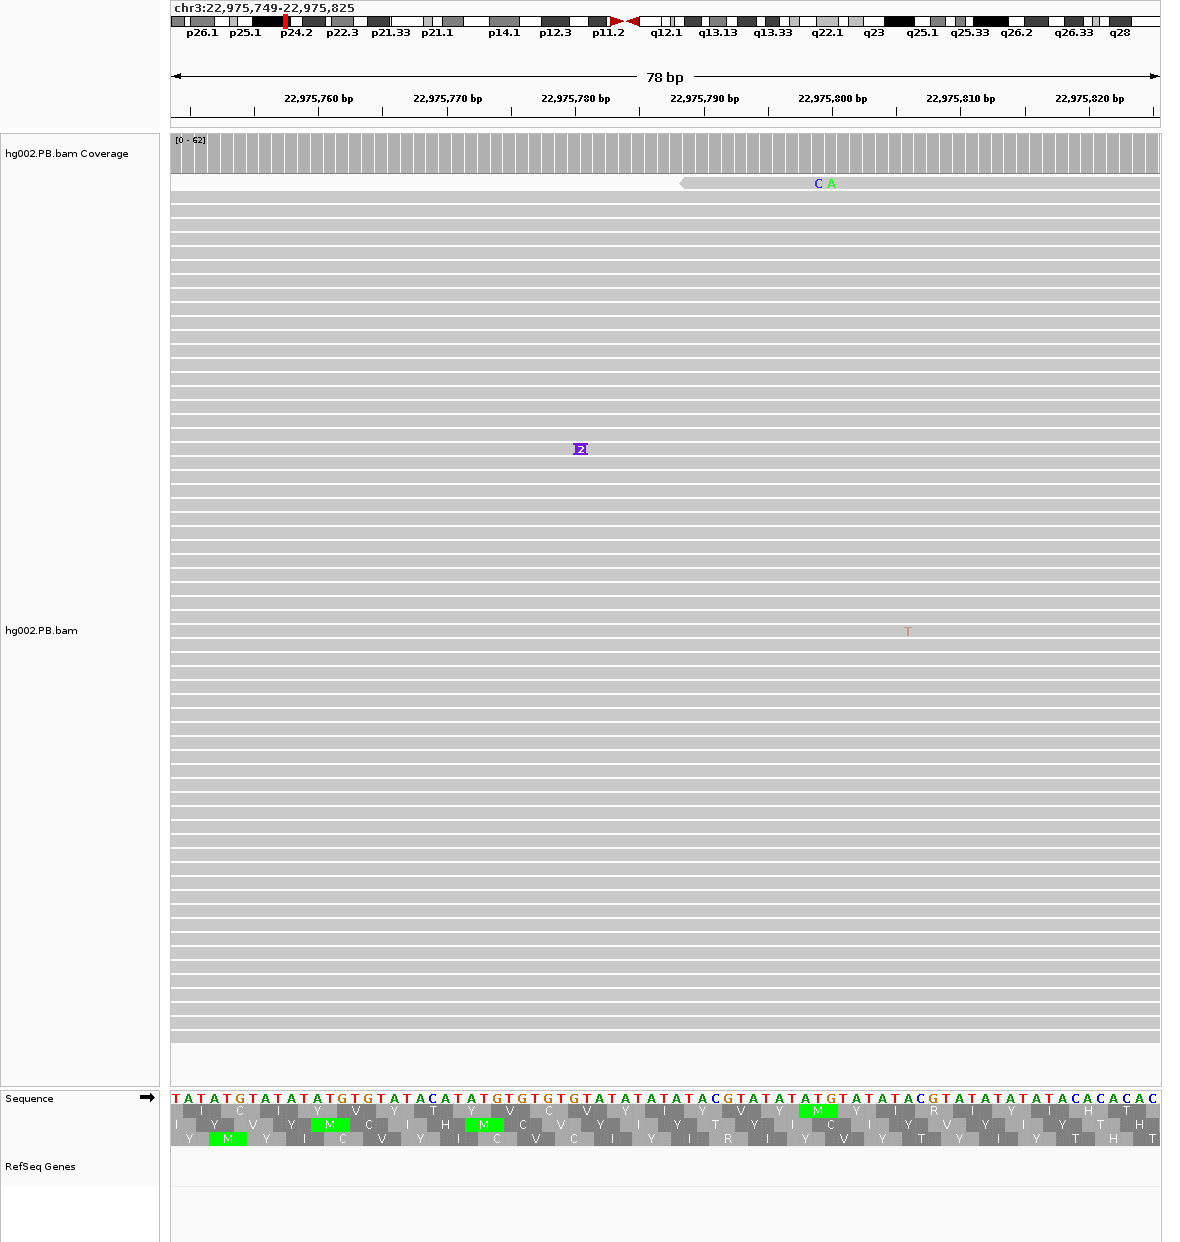 chr3:22,975,749-22,975,825
p26.1 p25.1 p24.2 p22.3 p21.33 p21.1 p14.1 p12.3 p11.2 q12.1 q13.13 q13.33 q22.1 q23 q25.1 q25.33 q26.2 q26.33 q28
78 bp
22,975,760 bp 22,975,770 bp 22,975,780 bp 22,975,790 bp 22,975,800 bp 22,975,810 bp 22,975,820 bp
[0 - 62]
hg002.PB.bam Coverage
C A
2
hg002.PB.bam
T
Sequence
T A T A T G T A T A T A T G T G T A T A C A T A T G T G T G T G T A T A T A T A T A C G T A T A T A T G T A T A T A C G T A T A T A T A T A C A C A C A C
I C I Y V Y T Y V C V Y I Y V Y M Y I R I Y I H T
I Y V Y M C I H M C V Y I Y T Y I C I Y V Y I Y T H
Y M Y I C V Y I C V C I Y I R I Y V Y T Y I Y T H T
RefSeq Genes